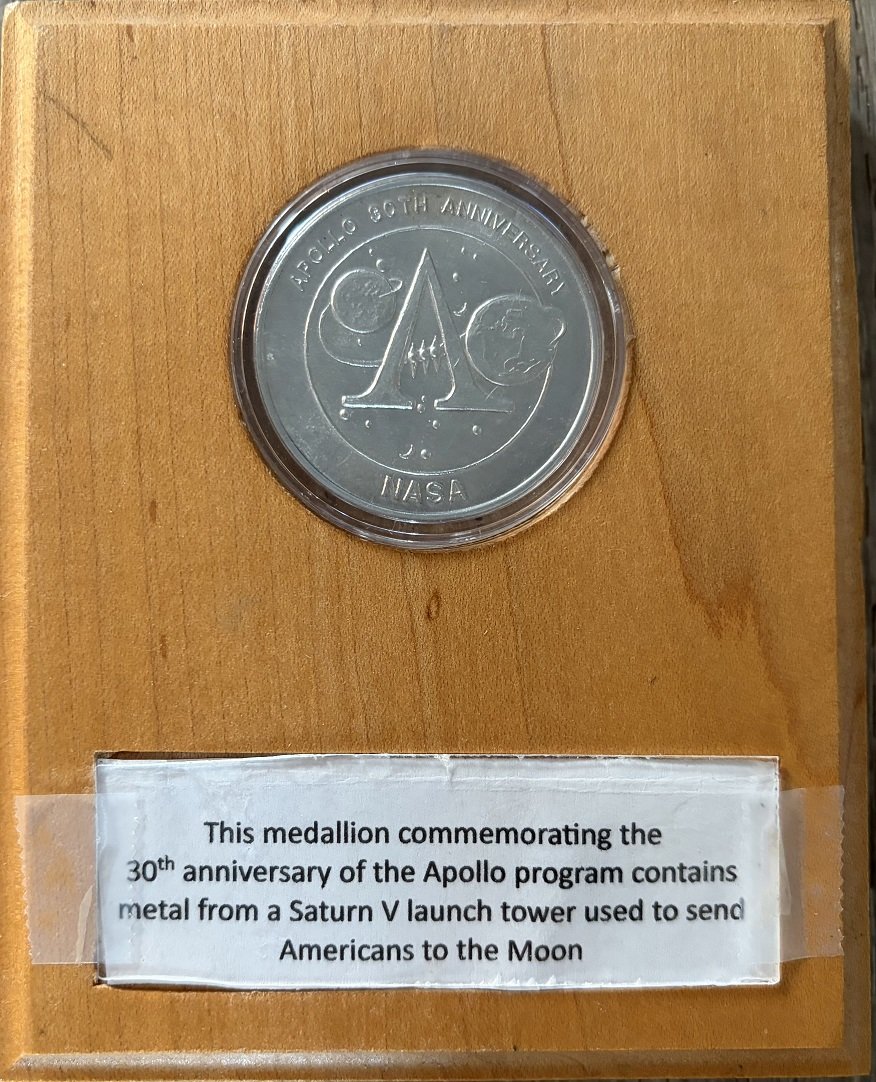 APOLLO 30TH ANNIVERSARY
NASA
This medallion commemorating the
30th anniversary of the Apollo program contains
metal from a Saturn V launch tower used to send
Americans to the Moon